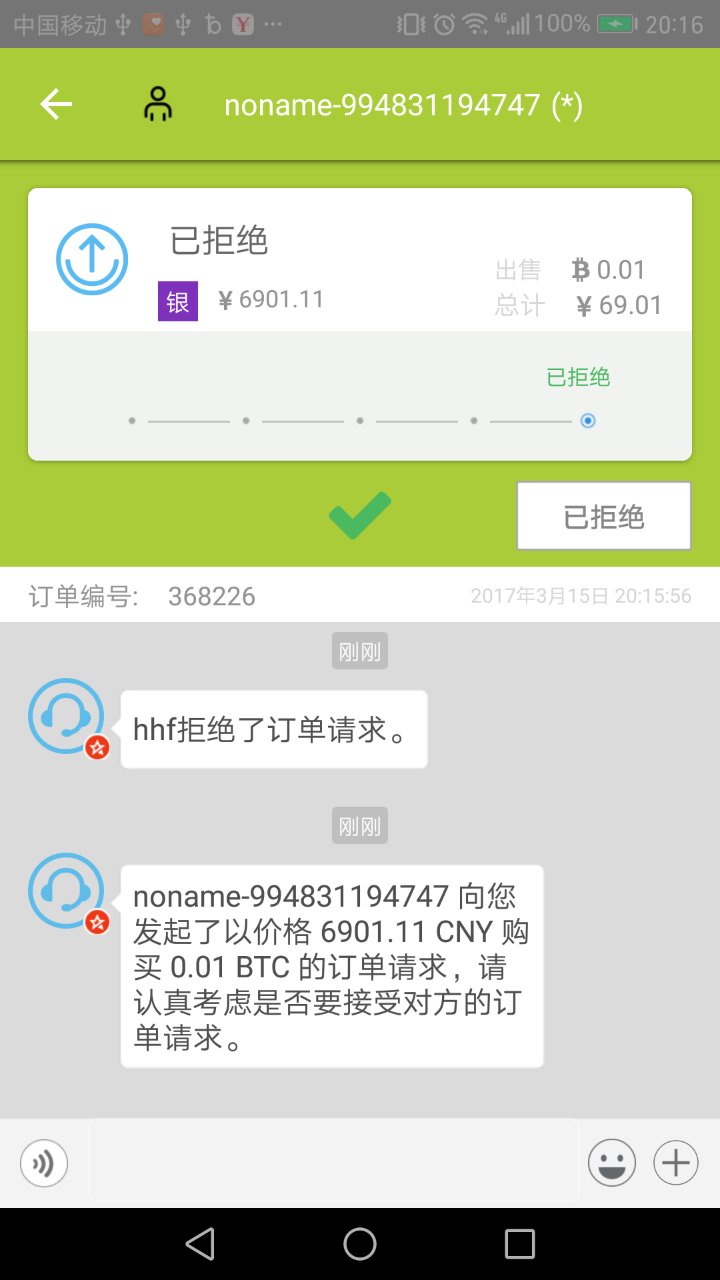 中国移动 ¥ ··· 4G 100% 20:16
noname-994831194747 (*)
已拒绝
出售 Ƀ 0.01
银 ¥ 6901.11
总计 ¥ 69.01
已拒绝
已拒绝
订单编号: 368226 2017年3月15日 20:15:56
刚刚
hhf拒绝了订单请求。
刚刚
noname-994831194747 向您
发起了以价格 6901.11 CNY 购
买 0.01 BTC 的订单请求，请
认真考虑是否要接受对方的订
单请求。